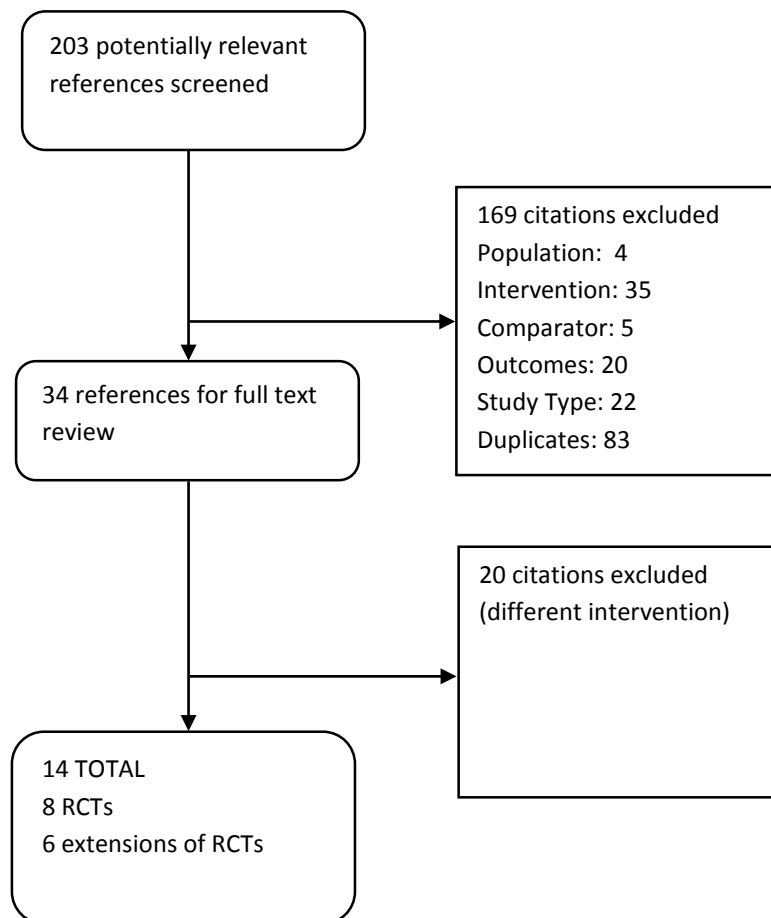 203 potentially relevant
references screened
169 citations excluded
Population:  4
Intervention: 35
Comparator: 5
Outcomes: 20
Study Type: 22
Duplicates: 83
34 references for full text
review
20 citations excluded
(different intervention)
14 TOTAL
8 RCTs
6 extensions of RCTs